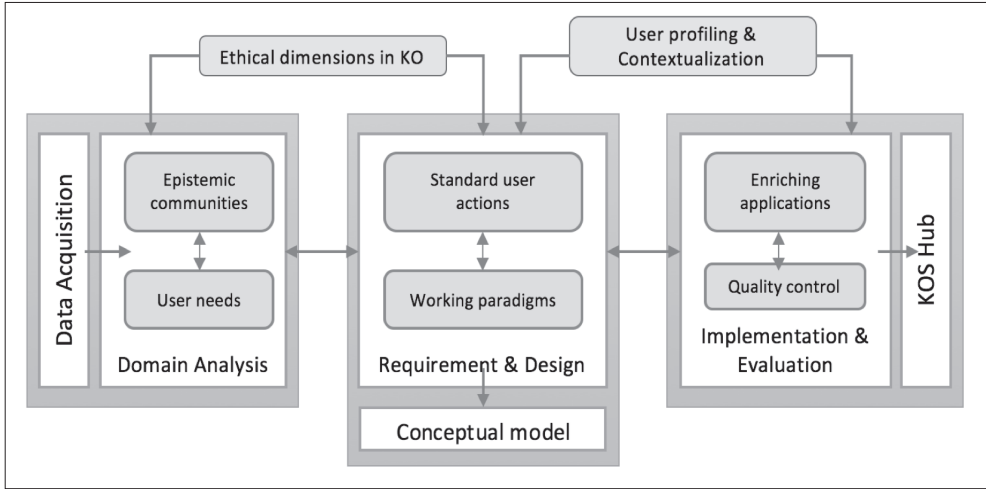 Ethical dimensions in KO
User profiling &
Contextualization
Data Acquisition
Epistemic
communities
User needs
Domain Analysis
Standard user
actions
Working paradigms
Requirement & Design
Conceptual model
Enriching
applications
Quality control
Implementation &
Evaluation
KOS Hub